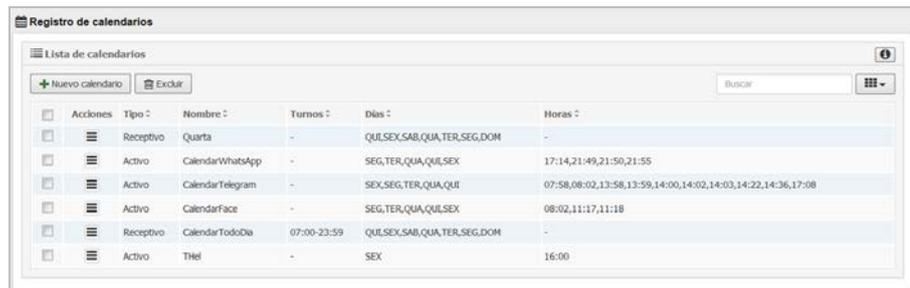 Registro de calendarios
Lista de calendarios
Nuevo calendario Excluir Buscar
Acciones Tipo Nombre Turnos Días Horas
Receptivo Quarta - QUI,SEX,SAB,QUA,TER,SEG,DOM -
Activo CalendarWhatsApp - SEG,TER,QUA,QUI,SEX 17:14,21:49,21:50,21:55
Activo CalendarTelegram - SEX,SEG,TER,QUA,QUI 07:58,08:02,13:58,13:59,14:00,14:02,14:03,14:22,14:36,17:08
Activo CalendarFace - SEG,TER,QUA,QUI,SEX 08:02,11:17,11:18
Receptivo CalendarTodoDia 07:00-23:59 QUI,SEX,SAB,QUA,TER,SEG,DOM -
Activo THel - SEX 16:00